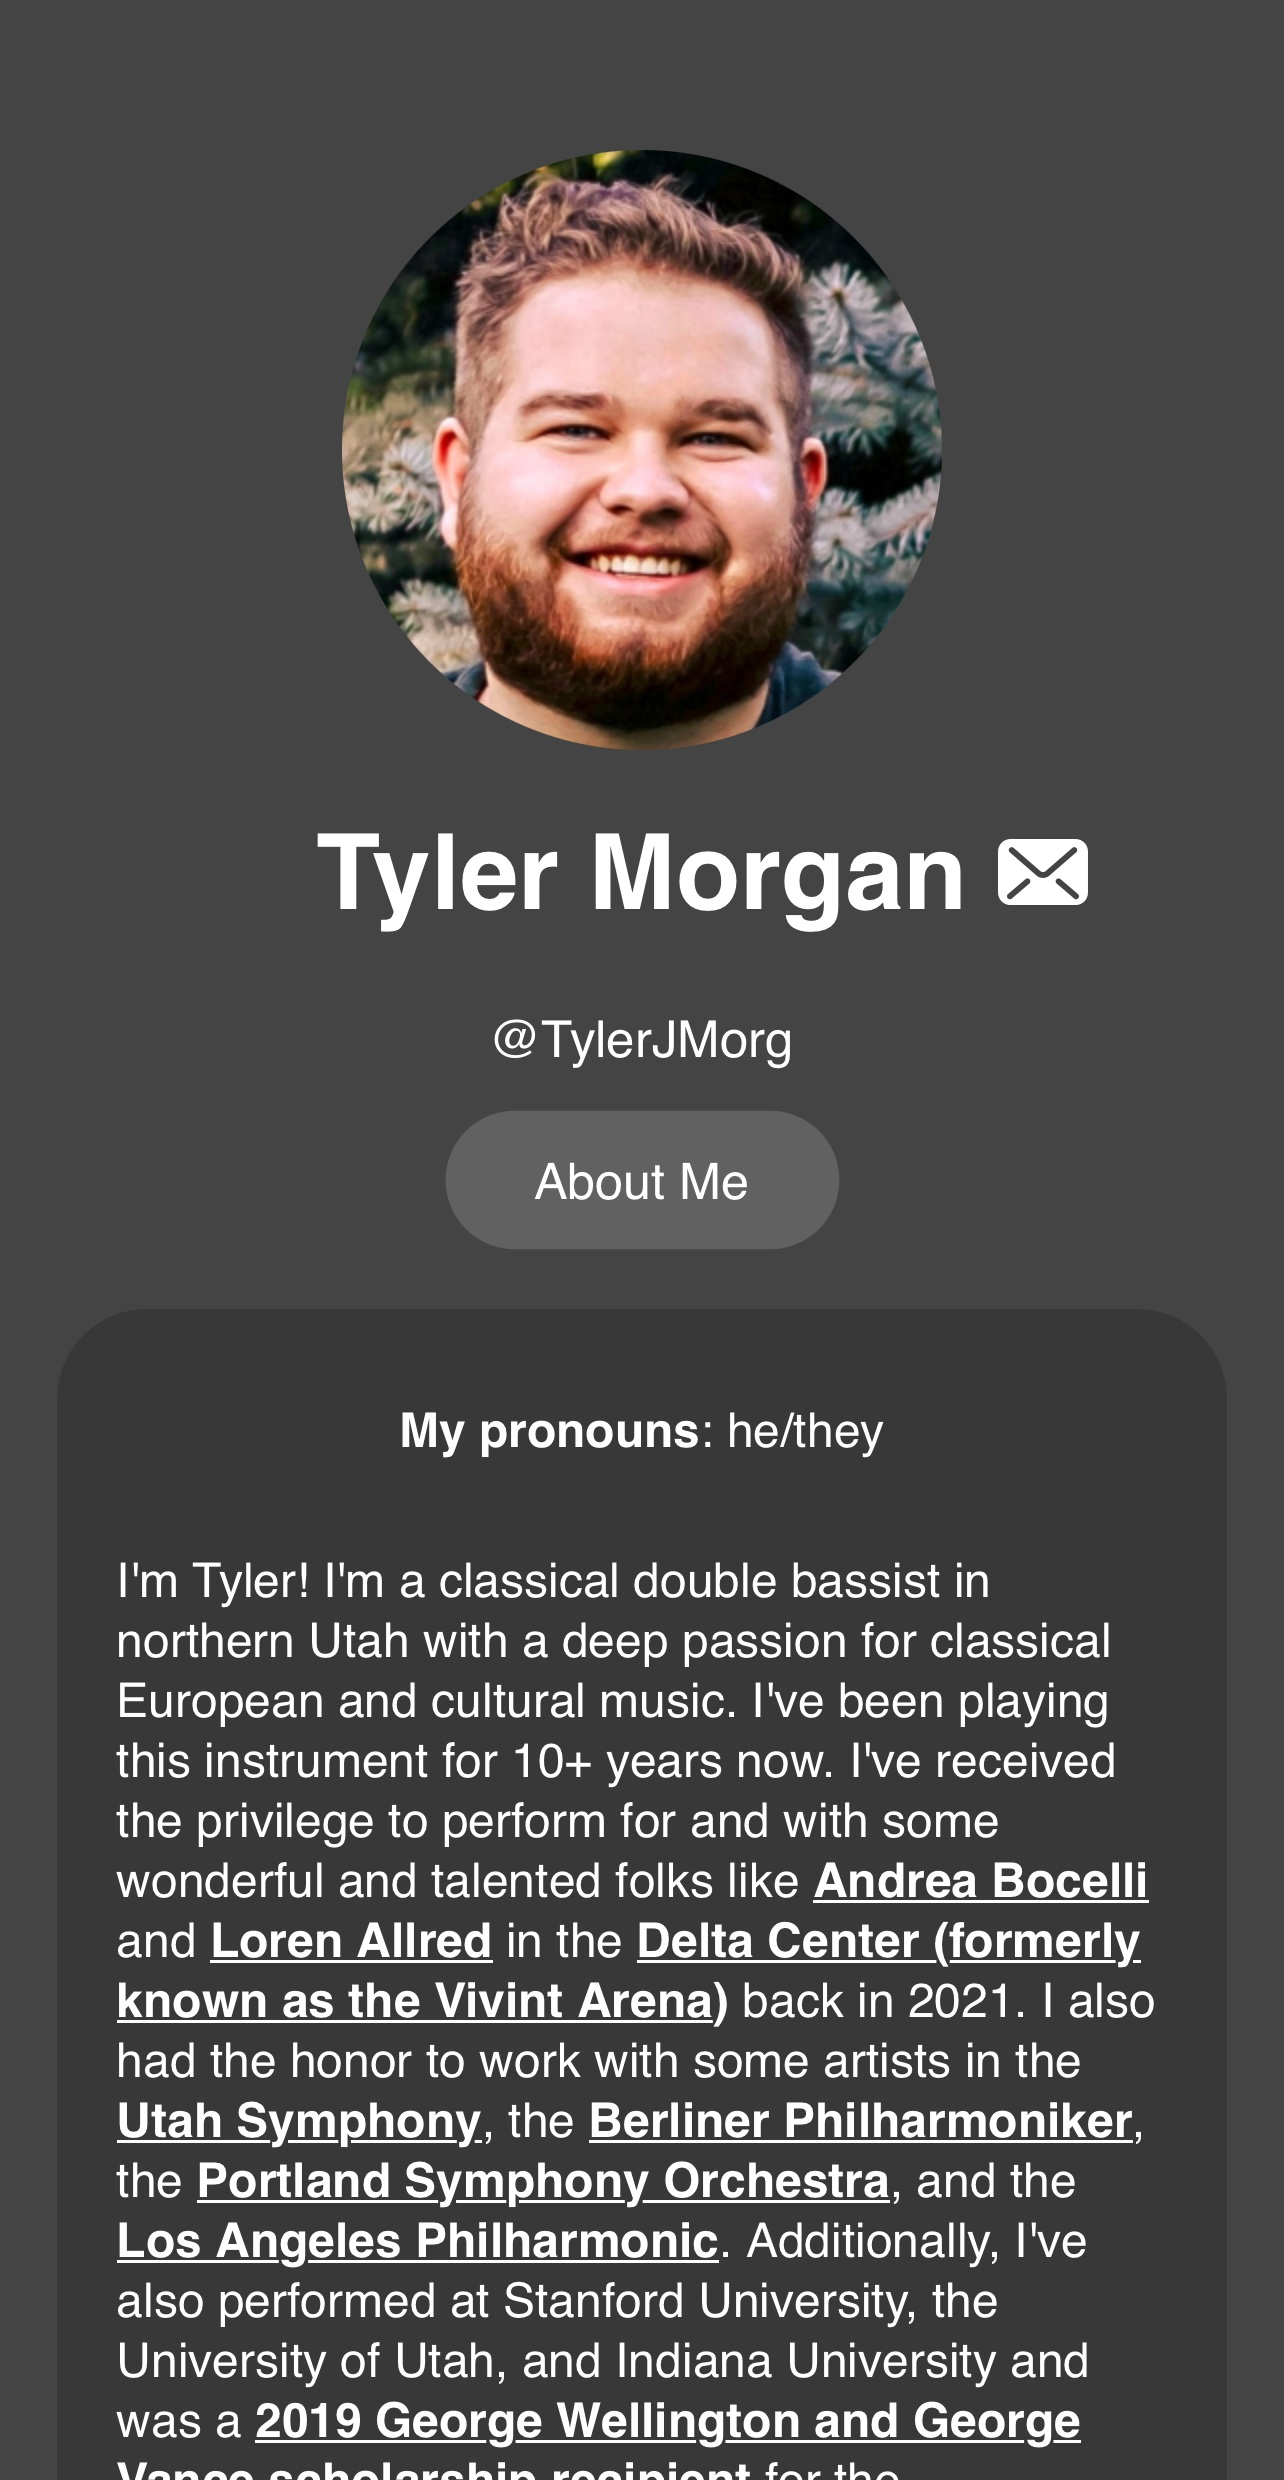 Tyler Morgan
@TylerJMorg
About Me
My pronouns: he/they
I'm Tyler! I'm a classical double bassist in
northern Utah with a deep passion for classical
European and cultural music. I've been playing
this instrument for 10+ years now. I've received
the privilege to perform for and with some
wonderful and talented folks like Andrea Bocelli
and Loren Allred in the Delta Center (formerly
known as the Vivint Arena) back in 2021. I also
had the honor to work with some artists in the
Utah Symphony, the Berliner Philharmoniker,
the Portland Symphony Orchestra, and the
Los Angeles Philharmonic. Additionally, I've
also performed at Stanford University, the
University of Utah, and Indiana University and
was a 2019 George Wellington and George
Vance scholarship recipient for the